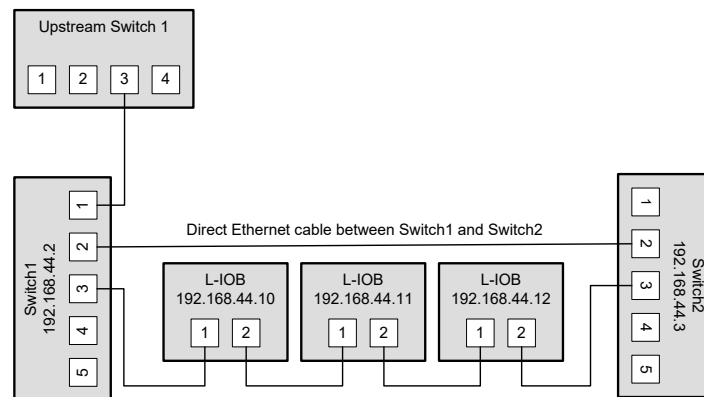 Upstream Switch 1
1 2 3 4
Switch1
192.168.44.2
1
2
3
4
5
Direct Ethernet cable between Switch1 and Switch2
L-IOB
192.168.44.10
1 2
L-IOB
192.168.44.11
1 2
L-IOB
192.168.44.12
1 2
1
2
3
4
5
Switch2
192.168.44.3